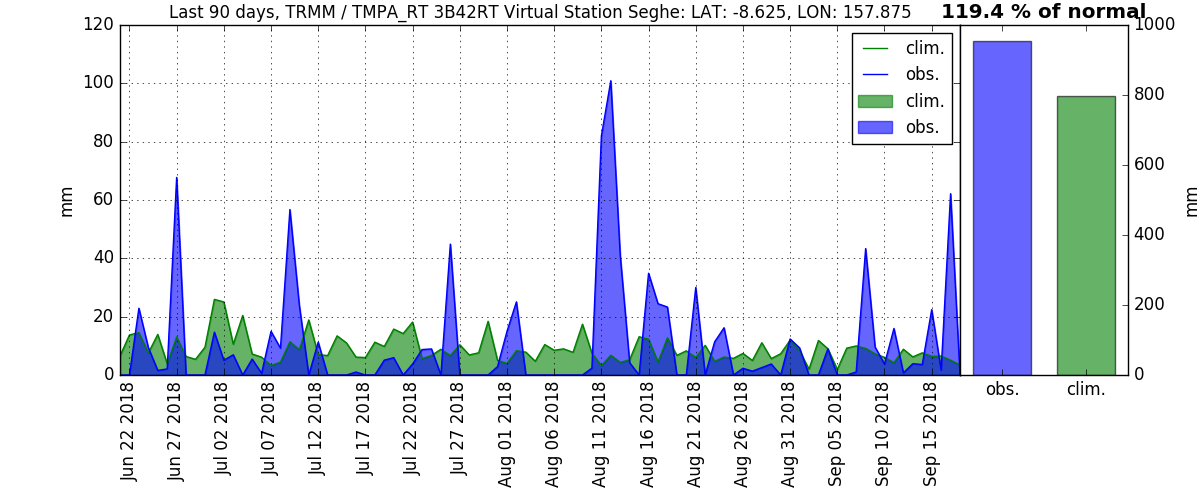 Last 90 days, TRMM / TMPA_RT 3B42RT Virtual Station Seghe: LAT: -8.625, LON: 157.875
119.4 % of normal
120
100
80
60
40
20
0
mm
clim.
obs.
clim.
obs.
1000
800
600
400
200
0
mm
Jun 22 2018
Jun 27 2018
Jul 02 2018
Jul 07 2018
Jul 12 2018
Jul 17 2018
Jul 22 2018
Jul 27 2018
Aug 01 2018
Aug 06 2018
Aug 11 2018
Aug 16 2018
Aug 21 2018
Aug 26 2018
Aug 31 2018
Sep 05 2018
Sep 10 2018
Sep 15 2018
obs.
clim.